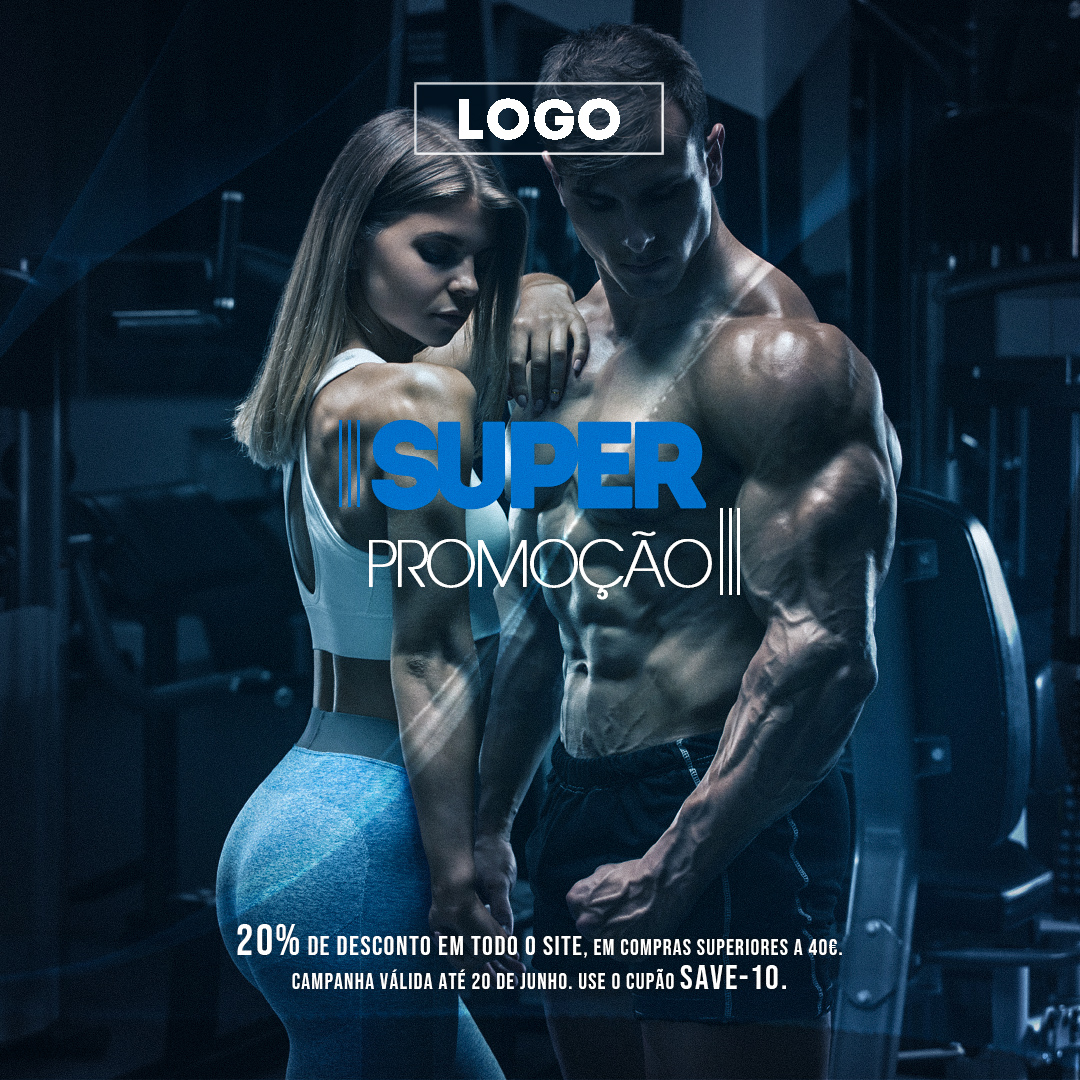 LOGO
SUPER
PROMOÇÃO
20% DE DESCONTO EM TODO O SITE, EM COMPRAS SUPERIORES A 40€.
CAMPANHA VÁLIDA ATÉ 20 DE JUNHO. USE O CUPÃO SAVE-10.